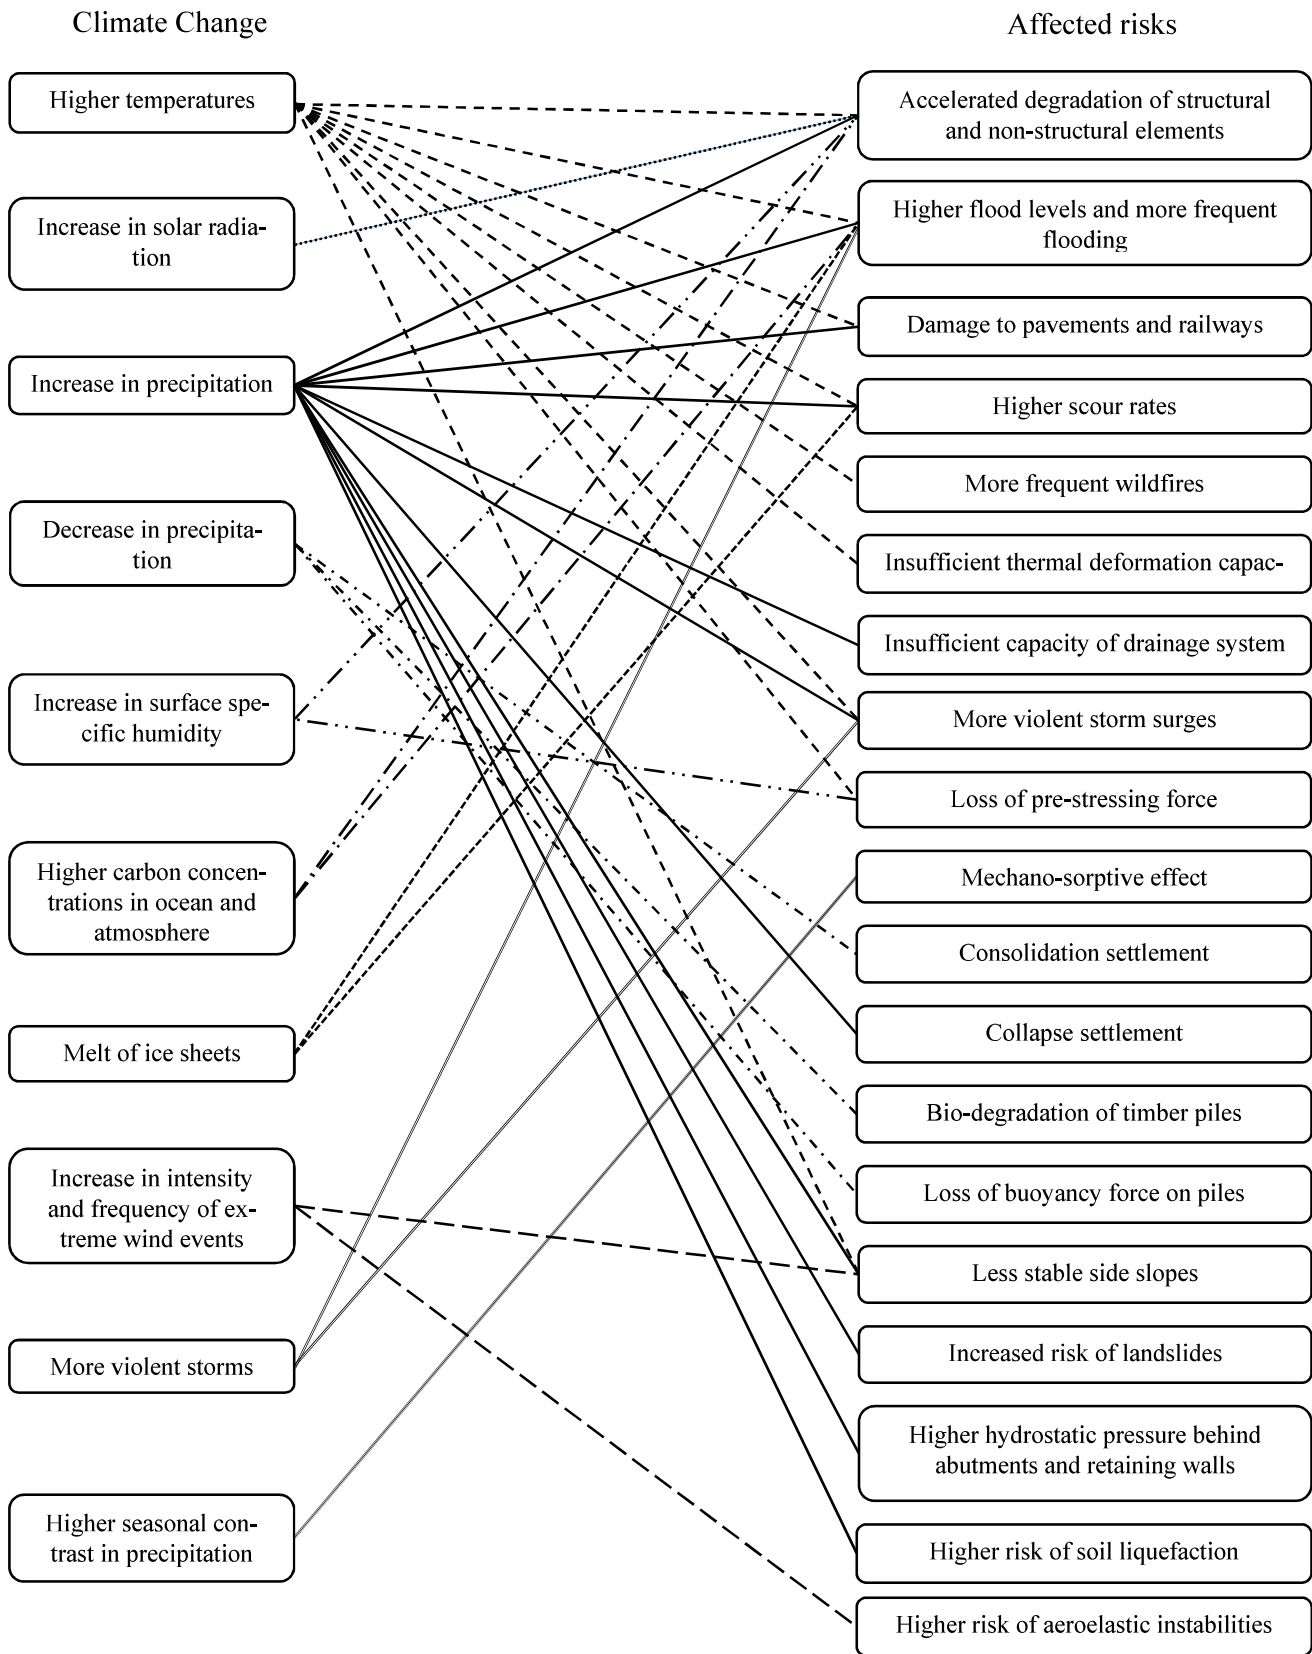 Climate Change
Affected risks
Higher temperatures
Increase in solar radia-
tion
Increase in precipitation
Decrease in precipita-
tion
Increase in surface spe-
cific humidity
Higher carbon concen-
trations in ocean and
atmosphere
Melt of ice sheets
Increase in intensity
and frequency of ex-
treme wind events
More violent storms
Higher seasonal con-
trast in precipitation
Accelerated degradation of structural
and non-structural elements
Higher flood levels and more frequent
flooding
Damage to pavements and railways
Higher scour rates
More frequent wildfires
Insufficient thermal deformation capac-
Insufficient capacity of drainage system
More violent storm surges
Loss of pre-stressing force
Mechano-sorptive effect
Consolidation settlement
Collapse settlement
Bio-degradation of timber piles
Loss of buoyancy force on piles
Less stable side slopes
Increased risk of landslides
Higher hydrostatic pressure behind
abutments and retaining walls
Higher risk of soil liquefaction
Higher risk of aeroelastic instabilities